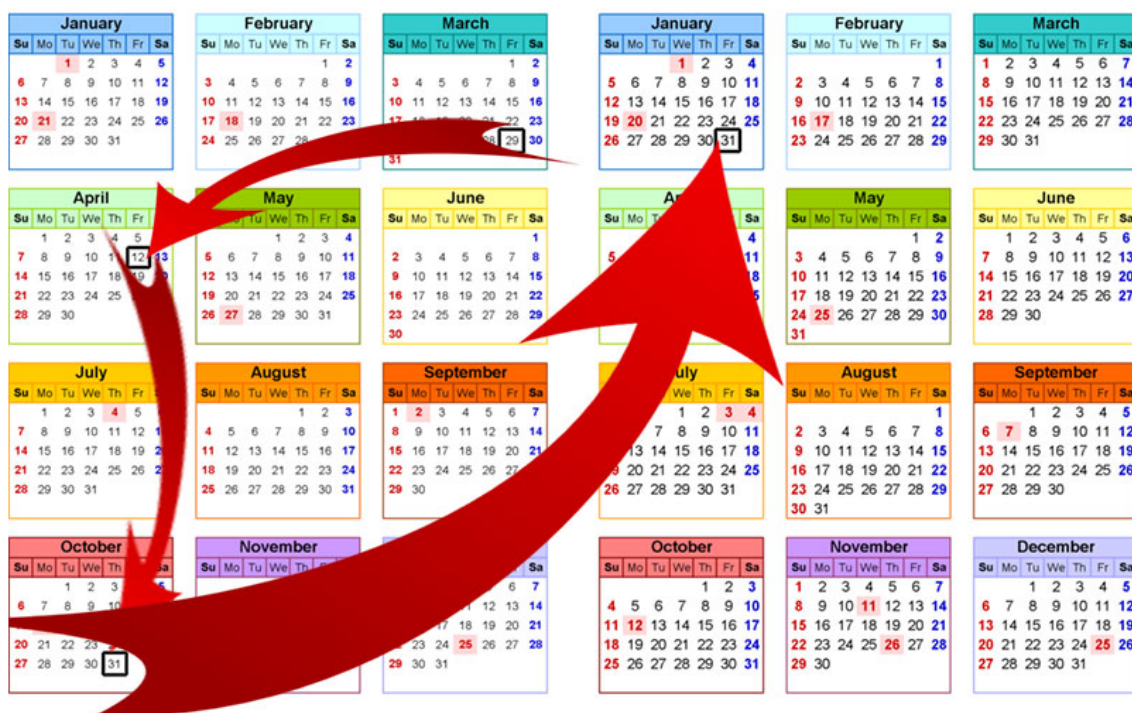 January
Su Mo Tu We Th Fr Sa
1 2 3 4 5
6 7 8 9 10 11 12
13 14 15 16 17 18 19
20 21 22 23 24 25 26
27 28 29 30 31
February
Su Mo Tu We Th Fr Sa
1 2
3 4 5 6 7 8 9
10 11 12 13 14 15 16
17 18 19 20 21 22 23
24 25 26 27 28
March
Su Mo Tu We Th Fr Sa
1 2
3 4 5 6 7 8 9
10 11 12 13 14 15 16
17 22 23
29 30
31
January
Su Mo Tu We Th Fr Sa
1 2 3 4
5 6 7 8 9 10 11
12 13 14 15 16 17 18
19 20 21 22 23 24 25
26 27 28 29 30 31
February
Su Mo Tu We Th Fr Sa
1
2 3 4 5 6 7 8
9 10 11 12 13 14 15
16 17 18 19 20 21 22
23 24 25 26 27 28 29
March
Su Mo Tu We Th Fr Sa
1 2 3 4 5 6 7
8 9 10 11 12 13 14
15 16 17 18 19 20 21
22 23 24 25 26 27 28
29 30 31
April
Su Mo Tu We Th Fr
1 2 3 4 5
7 8 9 10 12 13
14 15 16 17 18 19
21 22 23 24 25
28 29 30
May
Tu We Th Fr Sa
1 2 3 4
5 6 7 8 9 10 11
12 13 14 15 16 17 18
19 20 21 22 23 24 25
26 27 28 29 30 31
June
Su Mo Tu We Th Fr Sa
1
2 3 4 5 6 7 8
9 10 11 12 13 14 15
16 17 18 19 20 21 22
23 24 25 26 27 28 29
30
Su Mo Sa
4
11
18
May
Su Mo Tu We Th Fr Sa
1 2
3 4 5 6 7 8 9
10 11 12 13 14 15 16
17 18 19 20 21 22 23
24 25 26 27 28 29 30
31
June
Su Mo Tu We Th Fr Sa
1 2 3 4 5 6
7 8 9 10 11 12 13
14 15 16 17 18 19 20
21 22 23 24 25 26 27
28 29 30
July
Su Mo Tu We Th Fr Sa
1 2 3 4 5
7 8 9 10 11 12
14 15 16 17 18 19
21 22 23 24 25 26
28 29 30 31
August
Su Mo Tu We Th Fr Sa
1 2 3
4 5 6 7 8 9 10
11 12 13 14 15 16 17
18 19 20 21 22 23 24
25 26 27 28 29 30 31
September
Su Mo Tu We Th Fr Sa
1 2 3 4 5 6 7
8 9 10 11 12 13 14
15 16 17 18 19 20 21
22 23 24 25 26 27
29 30
We Th Fr Sa
1 2 3 4
7 8 9 10 11
13 14 15 16 17 18
20 21 22 23 24 25
26 27 28 29 30 31
August
Su Mo Tu We Th Fr Sa
1
2 3 4 5 6 7 8
9 10 11 12 13 14 15
16 17 18 19 20 21 22
23 24 25 26 27 28 29
30 31
September
Su Mo Tu We Th Fr Sa
1 2 3 4 5
6 7 8 9 10 11 12
13 14 15 16 17 18 19
20 21 22 23 24 25 26
27 28 29 30
October
Su Mo Tu We Th Sa
1 2 3
6 7 8 9 10
20 21 22 23
27 28 29 30 31
November
Su Mo Tu We Th Fr Sa
Sa
6 7
12 13 14
18 19 20 21
23 24 25 26 27 28
29 30 31
October
Su Mo Tu We Th Fr Sa
1 2 3
4 5 6 7 8 9 10
11 12 13 14 15 16 17
18 19 20 21 22 23 24
25 26 27 28 29 30 31
November
Su Mo Tu We Th Fr Sa
1 2 3 4 5 6 7
8 9 10 11 12 13 14
15 16 17 18 19 20 21
22 23 24 25 26 27 28
29 30
December
Su Mo Tu We Th Fr Sa
1 2 3 4 5
6 7 8 9 10 11 12
13 14 15 16 17 18 19
20 21 22 23 24 25 26
27 28 29 30 31